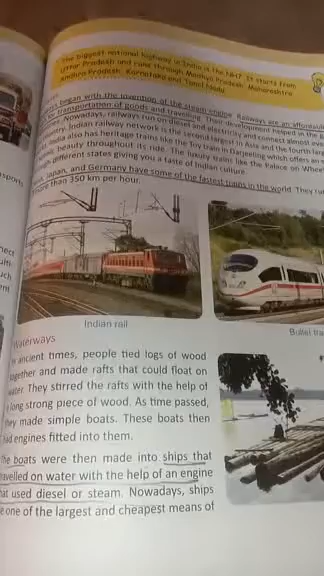 The biggest national highway in India is the NH7. It starts from
Uttar Pradesh and runs through Madhya Pradesh, Maharashtra
Andhra Pradesh, Karnataka and Tamil Nadu
began with the invention of the steam engine. Railways are an affordable
for transportation of goods and travelling. Their development helped in the
Nowadays, railways run on diesel and electricity and connect almost
Indian railway network is the second largest in Asia and the fourth
India also has heritage trains like the Toy train in Darjeeling which offers an
beauty throughout its ride. The luxury trains like the Palace on Wheels
different states giving you a taste of Indian culture.
Japan, and Germany have some of the fastest trains in the world. They
more than 350 km per hour.
Indian rail
Bullet
Waterways
ancient times, people tied logs of wood
together and made rafts that could float on
water. They stirred the rafts with the help of
long strong piece of wood. As time passed,
they made simple boats. These boats then
had engines fitted into them.
The boats were then made into ships that
travelled on water with the help of an engine
that used diesel or steam. Nowadays, ships
one of the largest and cheapest means of